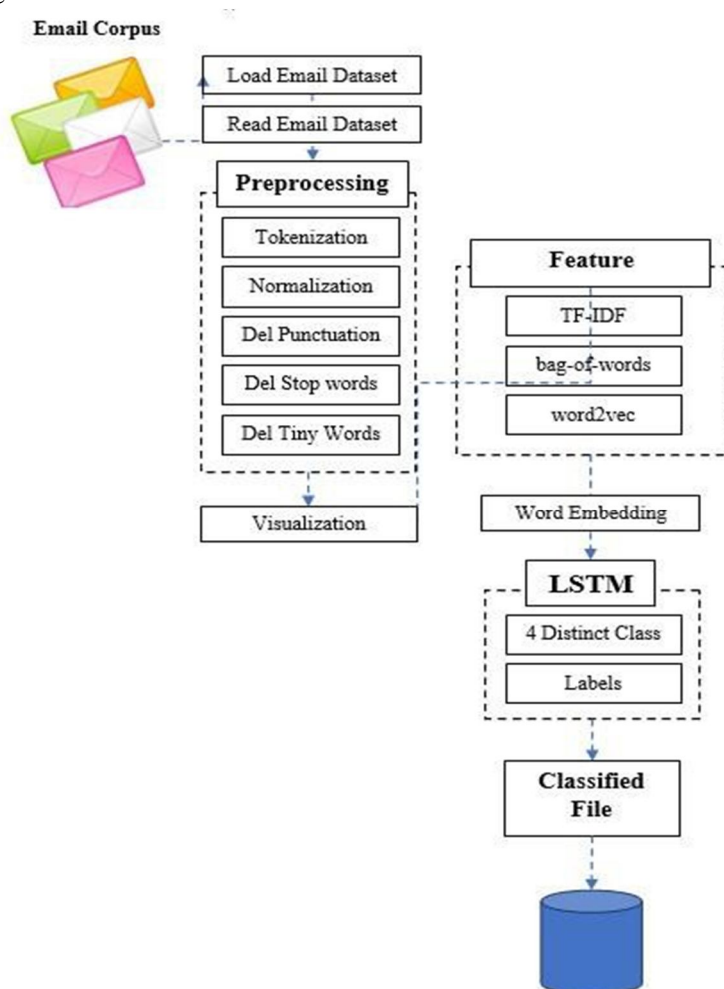 Email Corpus
Load Email Dataset
Read Email Dataset
Preprocessing
Tokenization
Normalization
Del Punctuation
Del Stop words
Del Tiny Words
Visualization
Feature
TF-IDF
bag-of-words
word2vec
Word Embedding
LSTM
4 Distinct Class
Labels
Classified
File